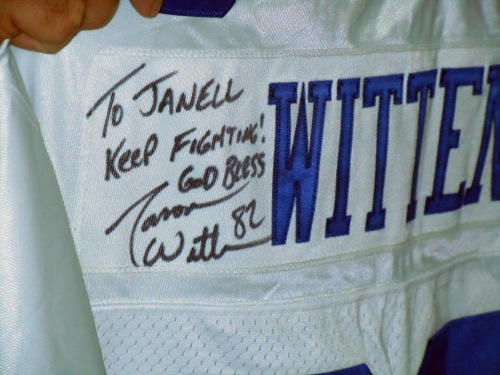 TO JANELL
KEEP FIGHTING!
GOD BLESS
Jason
Witten 82
WITTEN